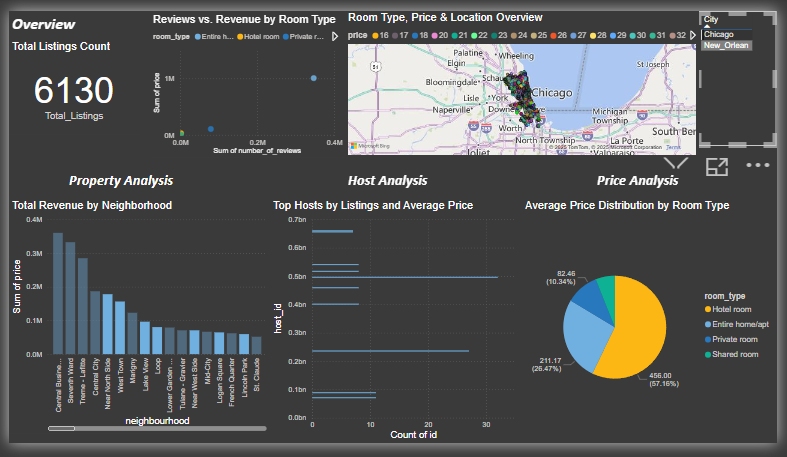 Overview
Total Listings Count
6130
Total_Listings
Reviews vs. Revenue by Room Type
room_type Entire h... Hotel room Private r...
Sum of price
1M
0M
0.0M 0.2M 0.4M
Sum of number_of_reviews
Room Type, Price & Location Overview
price 16 17 18 20 21 22 23 24 25 26 27 28 29 30 31 32
Palatine
Wheeling
Elgin
Schau
Bloomingdale
Chicago
Lisle
York
Naperville
Downe
Worth
Joliet
North Township
Valparaiso
St Joseph
Michigan
Township
La Porte
South Ber
Microsoft Bing
© 2025 TomTom, © 2025 Microsoft Corporation Terms
City
Chicago
New_Orlean
Property Analysis
Host Analysis
Price Analysis
Total Revenue by Neighborhood
Sum of price
0.4M
0.3M
0.2M
0.1M
0.0M
Central Busine...
Seventh Ward
Treme - Lafitte
Central City
Near North Side
West Town
Marigny
Lake View
Loop
Lower Garden ...
Tulane - Gravier
Near West Side
Mid-City
Logan Square
French Quarter
Lincoln Park
St. Claude
neighbourhood
Top Hosts by Listings and Average Price
host_id
0.7bn
0.6bn
0.5bn
0.4bn
0.3bn
0.2bn
0.1bn
0.0bn
0 10 20 30
Count of id
Average Price Distribution by Room Type
82.46
(10.34%)
211.17
(26.47%)
456.00
(57.16%)
room_type
Hotel room
Entire home/apt
Private room
Shared room